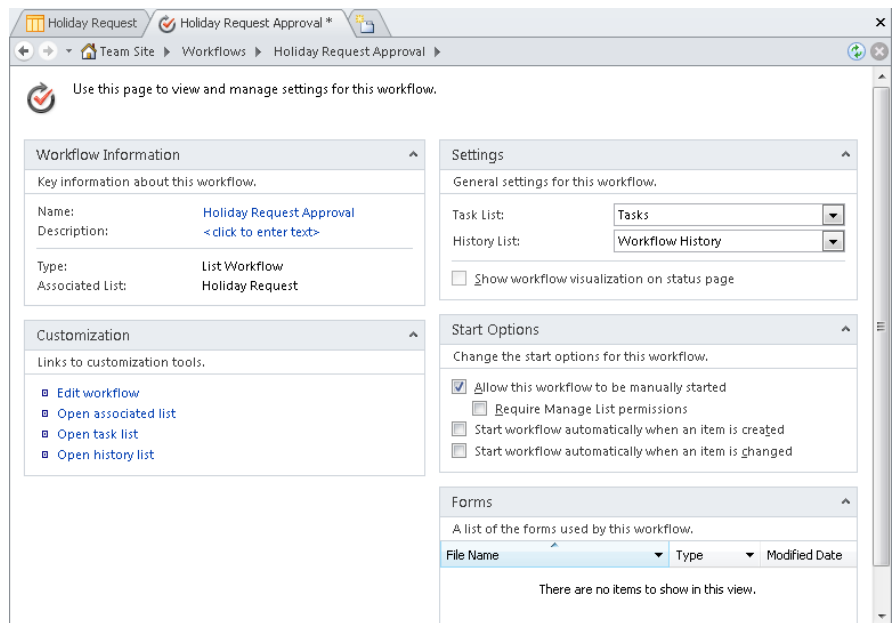 Holiday Request
Holiday Request Approval *
Team Site
Workflows
Holiday Request Approval
Use this page to view and manage settings for this workflow.
Workflow Information
Key information about this workflow.
Name: Holiday Request Approval
Description: <click to enter text>
Type: List Workflow
Associated List: Holiday Request
Customization
Links to customization tools.
Edit workflow
Open associated list
Open task list
Open history list
Settings
General settings for this workflow.
Task List: Tasks
History List: Workflow History
Show workflow visualization on status page
Start Options
Change the start options for this workflow.
Allow this workflow to be manually started
Require Manage List permissions
Start workflow automatically when an item is created
Start workflow automatically when an item is changed
Forms
A list of the forms used by this workflow.
File Name Type Modified Date
There are no items to show in this view.